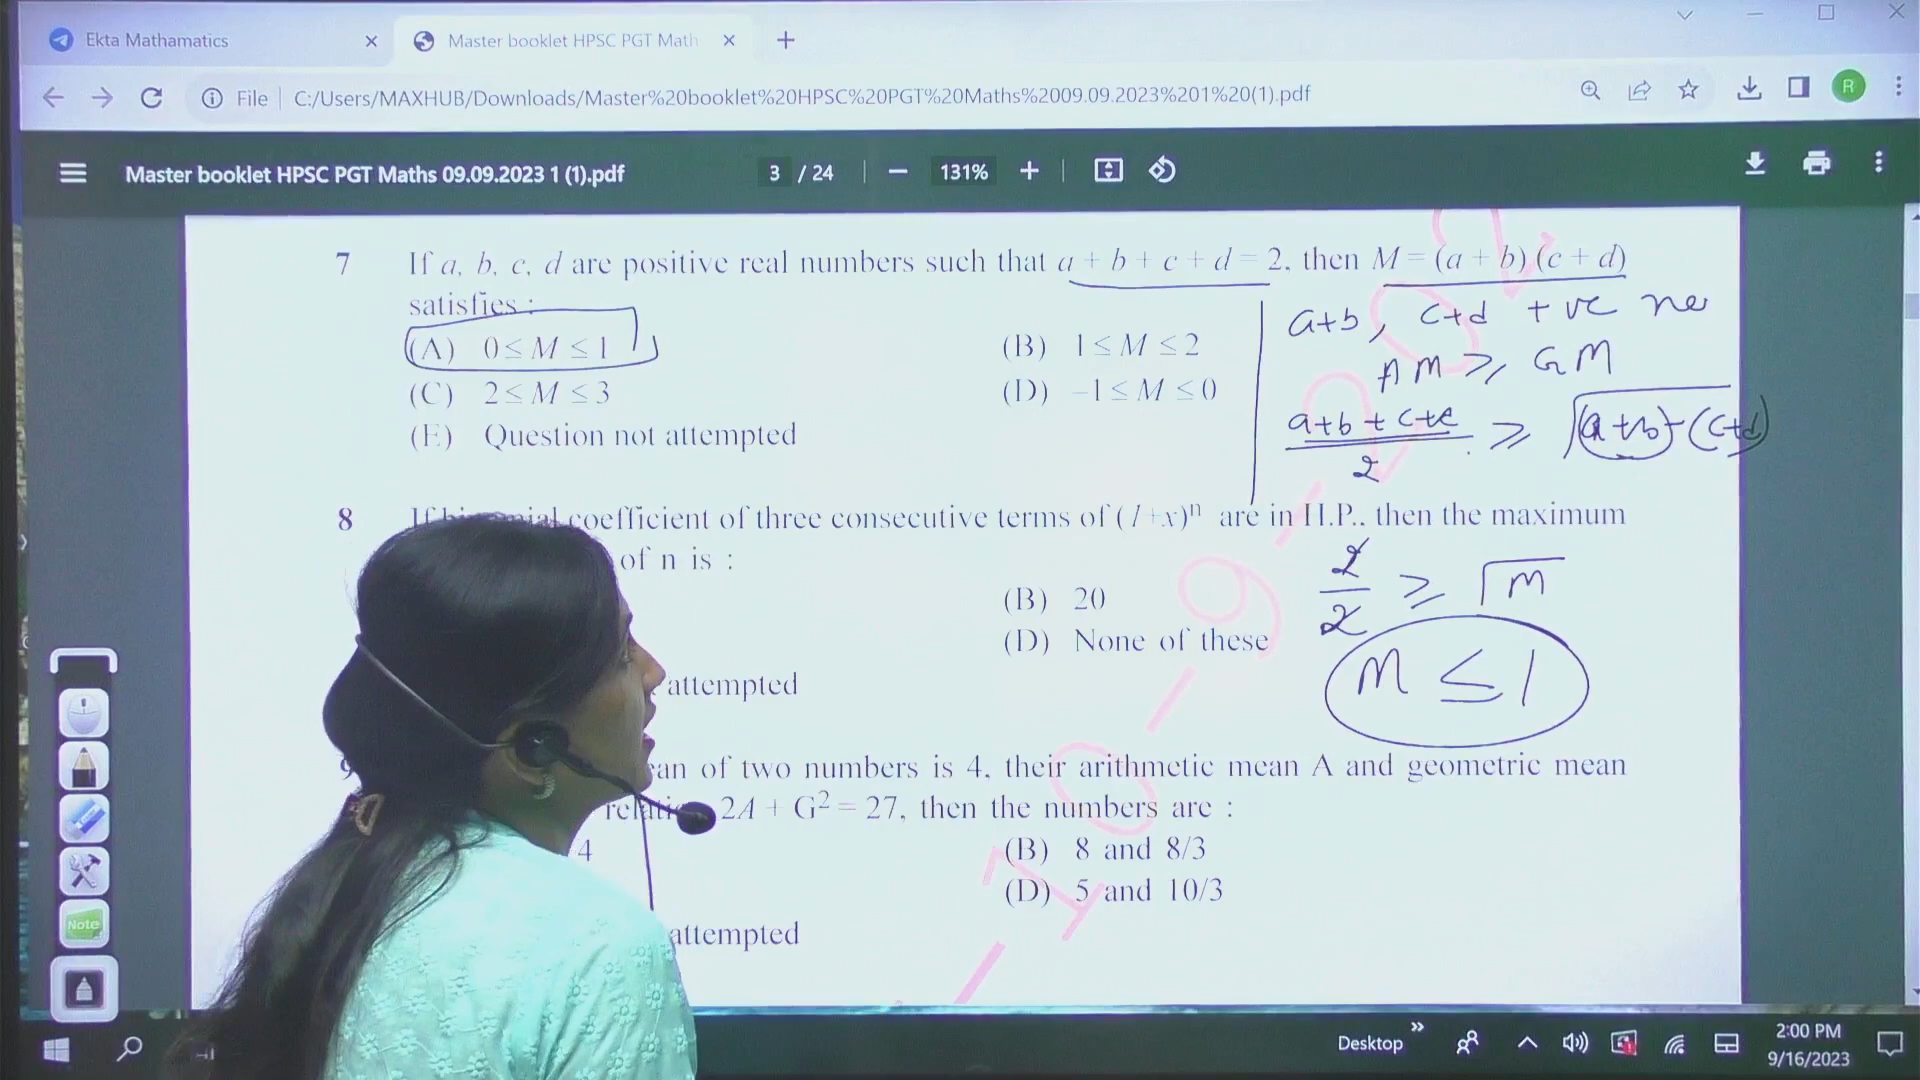 Ekta Mathamatics
Master booklet HPSC PGT Math
File C:/Users/MAXHUB/Downloads/Master%20booklet%20HPSC%20PGT%20Maths%2009.09.2023%201%20(1).pdf
R
Master booklet HPSC PGT Maths 09.09.2023 1 (1).pdf
3 / 24
131%
7 If a, b, c, d are positive real numbers such that a + b + c + d = 2, then M = (a + b) (c + d)
satisfies :
(A) 0 ≤ M ≤ 1
(B) 1 ≤ M ≤ 2
(C) 2 ≤ M ≤ 3
(D) –1 ≤ M ≤ 0
(E) Question not attempted
a+b, c+d +ve no
AM ≥ GM
a+b + c+d
2
≥ √(a+b) (c+d)
8 If coefficient of three consecutive terms of (1+x)ⁿ are in H.P., then the maximum
of n is :
(B) 20
(D) None of these
attempted
2/2 ≥ √M
M ≤ 1
9 ean of two numbers is 4, their arithmetic mean A and geometric mean
relati 2A + G² = 27, then the numbers are :
4
(B) 8 and 8/3
(D) 5 and 10/3
attempted
Note
Desktop
2:00 PM
9/16/2023